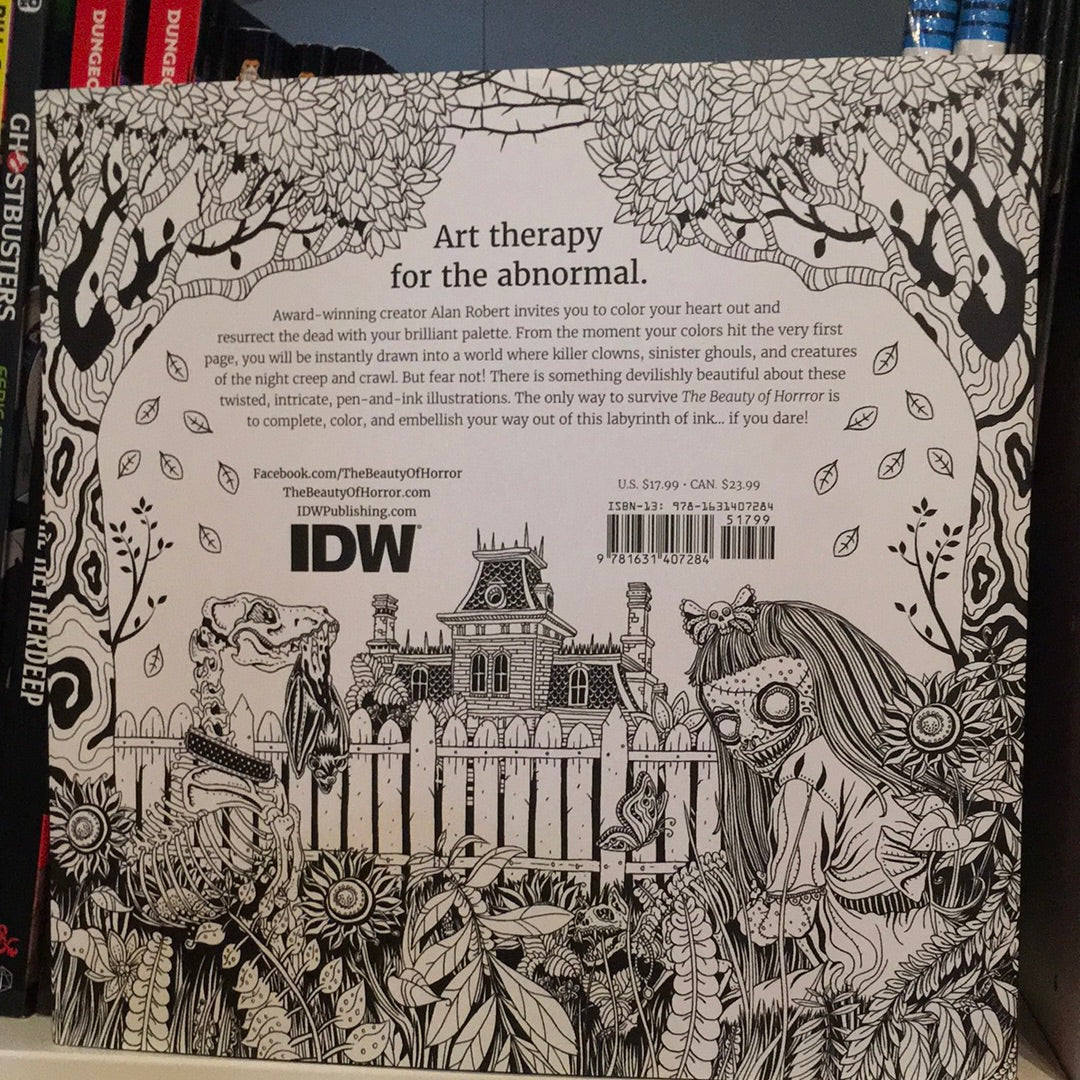 DUNGEO
DUNGEO
GHOSTBUSTERS
Art therapy
for the abnormal.
Award-winning creator Alan Robert invites you to color your heart out and
resurrect the dead with your brilliant palette. From the moment your colors hit the very first
page, you will be instantly drawn into a world where killer clowns, sinister ghouls, and creatures
of the night creep and crawl. But fear not! There is something devilishly beautiful about these
twisted, intricate, pen-and-ink illustrations. The only way to survive The Beauty of Horrror is
to complete, color, and embellish your way out of this labyrinth of ink... if you dare!
Facebook.com/TheBeautyOfHorror
TheBeautyOfHorror.com
IDWPublishing.com
IDW
U.S. $17.99 · CAN. $23.99
ISBN-13: 978-1631407284
51799
9 781631 407284